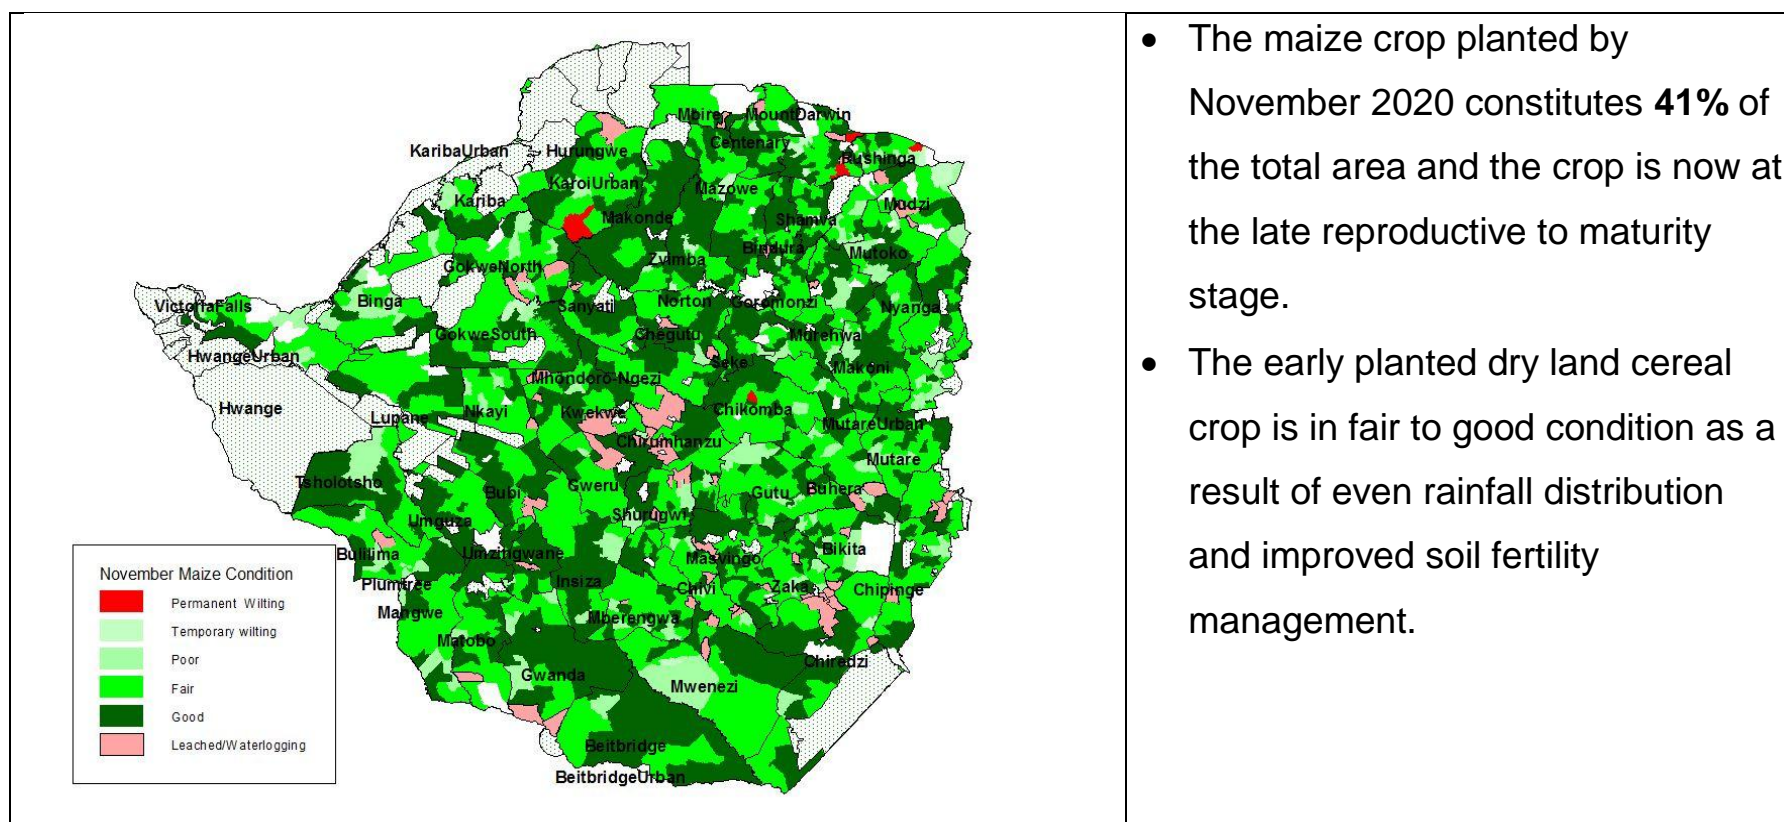 Mbire
MountDarwin
KaribaUrban
Hurungwe
Centenary
Rushinga
KaroiUrban
Mazowe
Kariba
Makonde
Shamva
Mudzi
Bindura
Mutoko
GokweNorth
Zvimba
VictoriaFalls
Binga
Sanyati
Norton
Goromonzi
Nyanga
GokweSouth
Chegutu
Murehwa
HwangeUrban
Seke
Makoni
Mhondoro-Ngezi
Hwange
Lupane
Nkayi
Kwekwe
Chikomba
MutareUrban
Chirumhanzu
Mutare
Tsholotsho
Bubi
Gweru
Gutu
Buhera
Umguza
Shurugwi
Bulilima
Umzingwane
Masvingo
Bikita
Plumtree
Insiza
Chivi
Zaka
Chipinge
Mangwe
Mberengwa
Matobo
Gwanda
Mwenezi
Chiredzi
Beitbridge
BeitbridgeUrban
November Maize Condition
Permanent Wilting
Temporary wilting
Poor
Fair
Good
Leached/Waterlogging
• The maize crop planted by
November 2020 constitutes 41% of
the total area and the crop is now at
the late reproductive to maturity
stage.
• The early planted dry land cereal
crop is in fair to good condition as a
result of even rainfall distribution
and improved soil fertility
management.